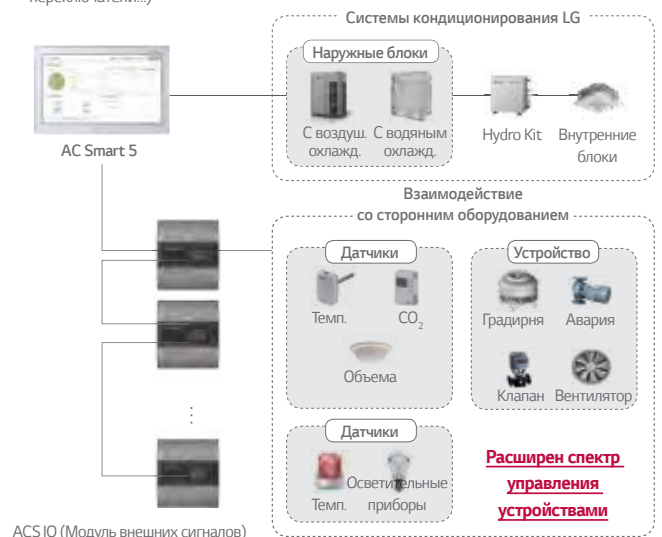 переключатели...)
Системы кондиционирования LG
Наружные блоки
С воздуш. охлажд.
С водяным охлажд.
Hydro Kit
Внутренние блоки
AC Smart 5
Взаимодействие
со сторонним оборудованием
Датчики
Темп.
CO₂
Объема
Устройство
Градирня
Авария
Клапан
Вентилятор
Датчики
Темп.
Осветительные приборы
Расширен спектр
управления
устройствами
ACS IO (Модуль внешних сигналов)